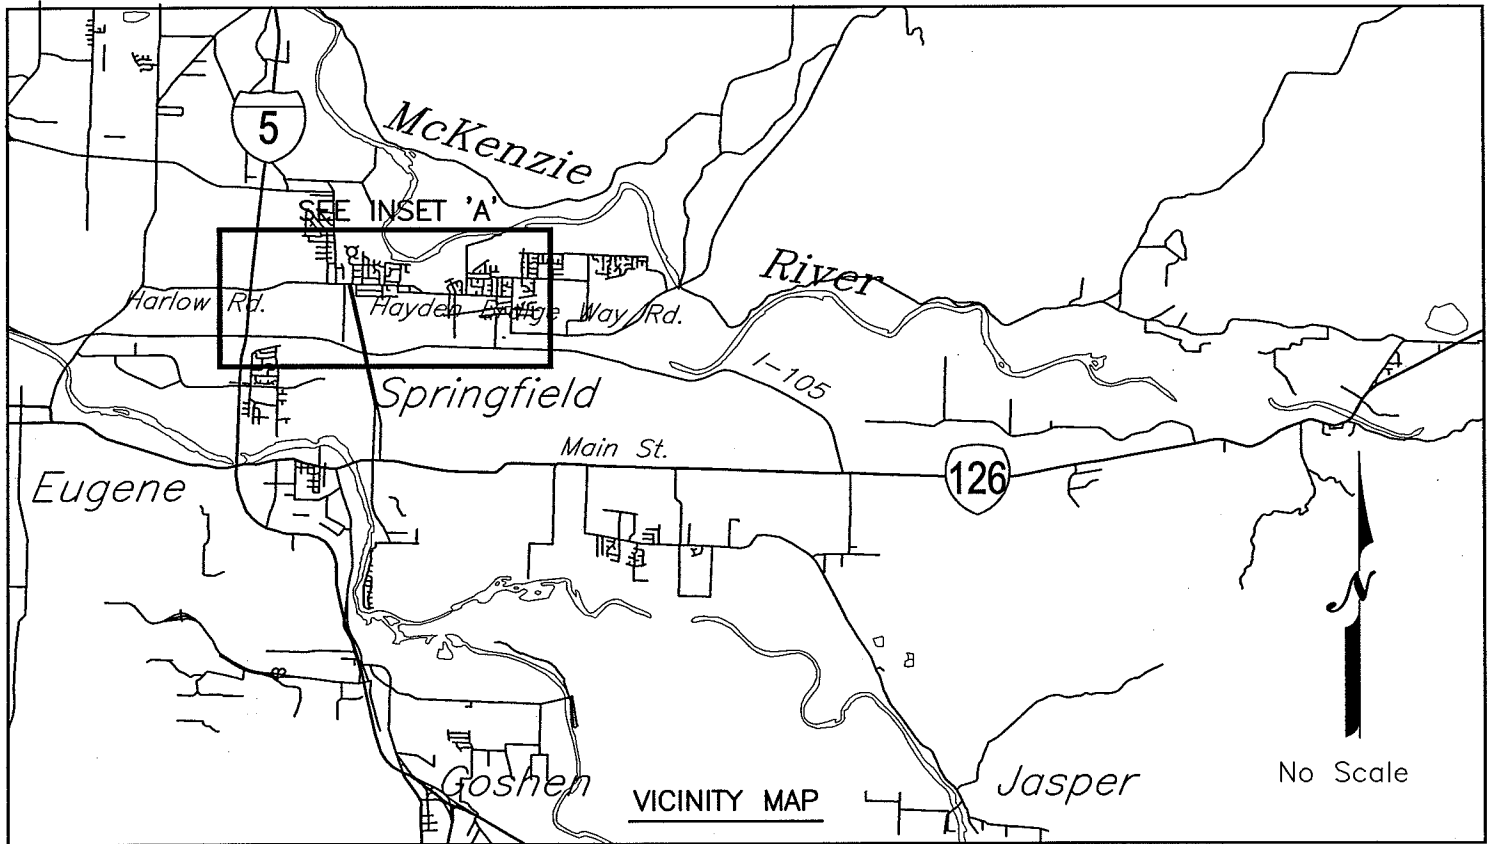 5
McKenzie
SEE INSET 'A'
River
Harlow Rd.
Hayden Bridge Way Rd.
I-105
Springfield
Main St.
126
Eugene
N
No Scale
Goshen
Jasper
VICINITY MAP